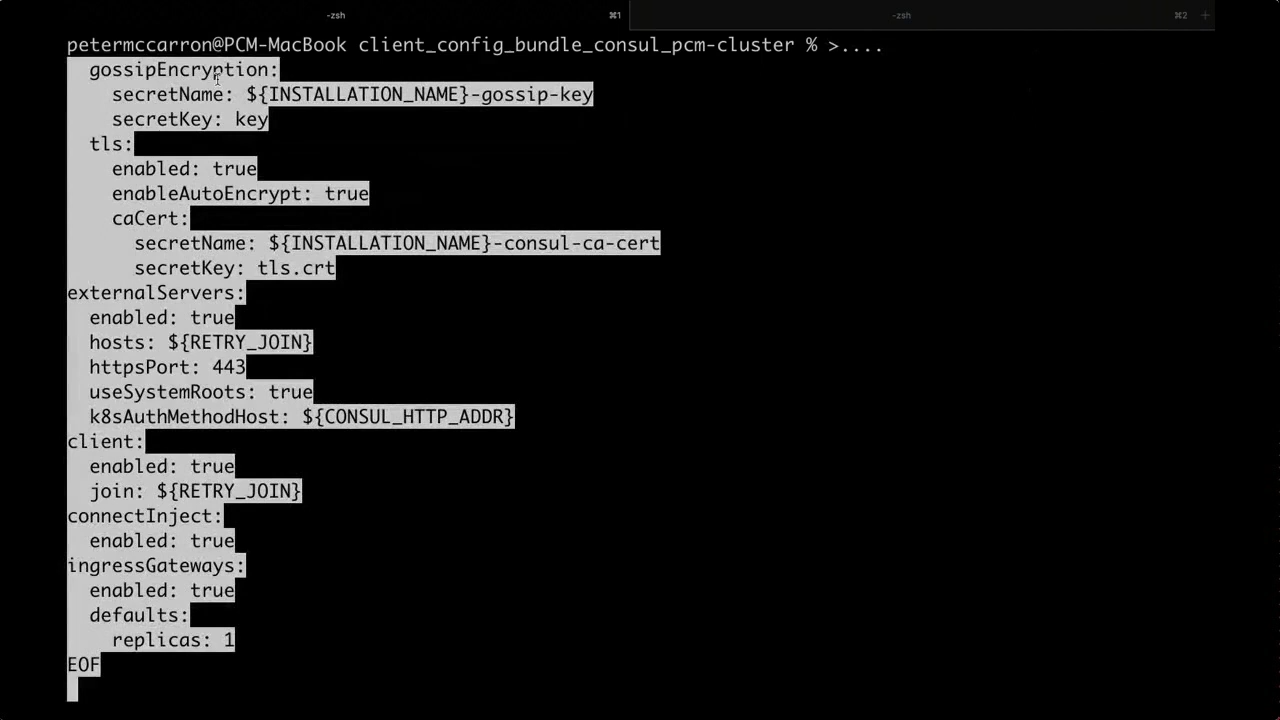 -zsh ⌘1 -zsh ⌘2 +
petermccarron@PCM-MacBook client_config_bundle_consul_pcm-cluster % >....
  gossipEncryption:
    secretName: ${INSTALLATION_NAME}-gossip-key
    secretKey: key
  tls:
    enabled: true
    enableAutoEncrypt: true
    caCert:
      secretName: ${INSTALLATION_NAME}-consul-ca-cert
      secretKey: tls.crt
externalServers:
  enabled: true
  hosts: ${RETRY_JOIN}
  httpsPort: 443
  useSystemRoots: true
  k8sAuthMethodHost: ${CONSUL_HTTP_ADDR}
client:
  enabled: true
  join: ${RETRY_JOIN}
connectInject:
  enabled: true
ingressGateways:
  enabled: true
  defaults:
    replicas: 1
EOF